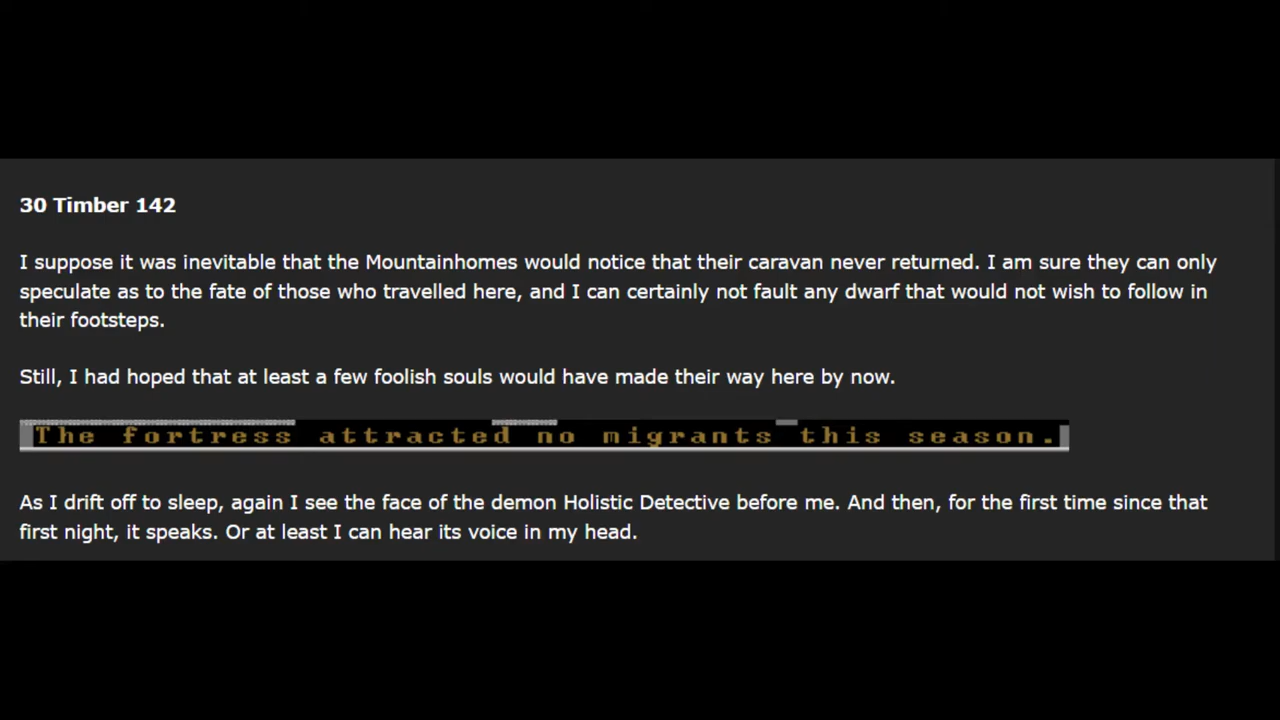 30 Timber 142
I suppose it was inevitable that the Mountainhomes would notice that their caravan never returned. I am sure they can only
speculate as to the fate of those who travelled here, and I can certainly not fault any dwarf that would not wish to follow in
their footsteps.
Still, I had hoped that at least a few foolish souls would have made their way here by now.
The fortress attracted no migrants this season.
As I drift off to sleep, again I see the face of the demon Holistic Detective before me. And then, for the first time since that
first night, it speaks. Or at least I can hear its voice in my head.